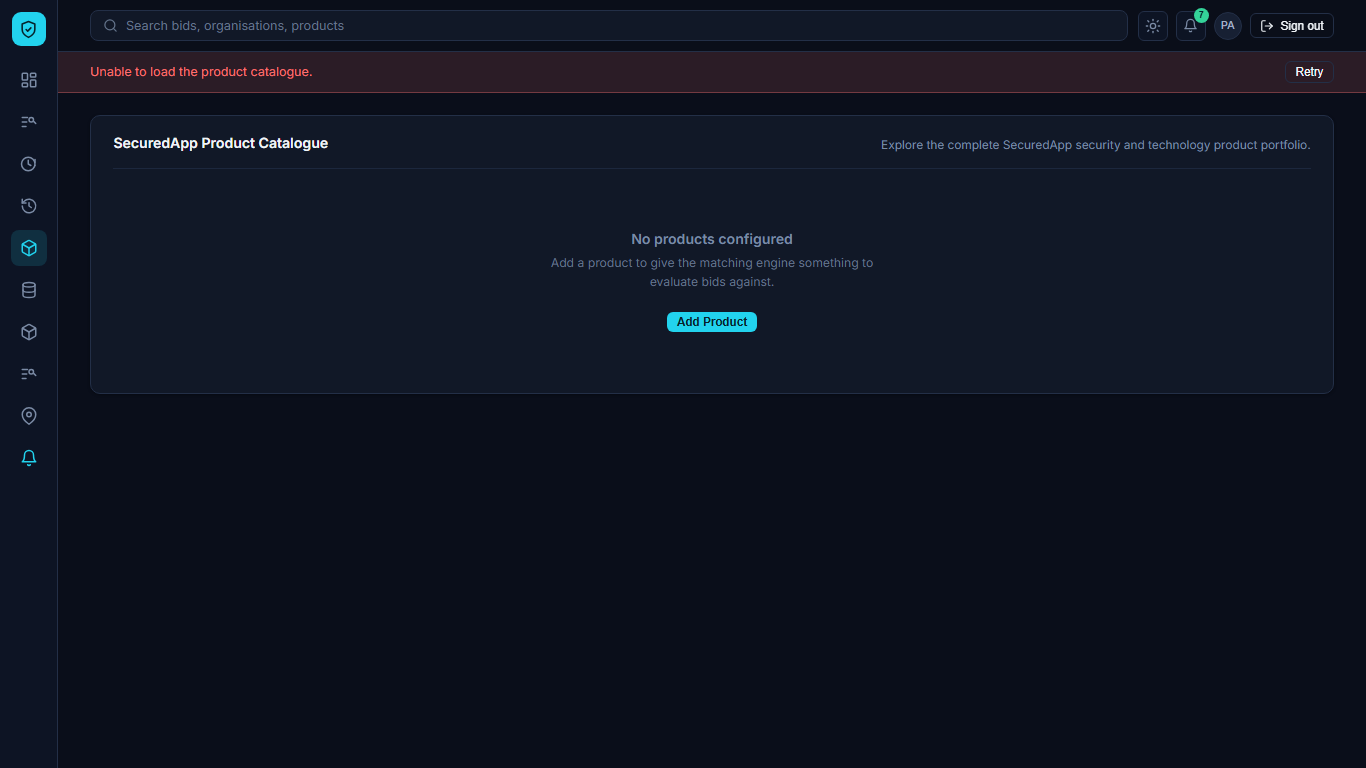 Search bids, organisations, products
7
PA
Sign out
Unable to load the product catalogue.
Retry
SecuredApp Product Catalogue
Explore the complete SecuredApp security and technology product portfolio.
No products configured
Add a product to give the matching engine something to
evaluate bids against.
Add Product